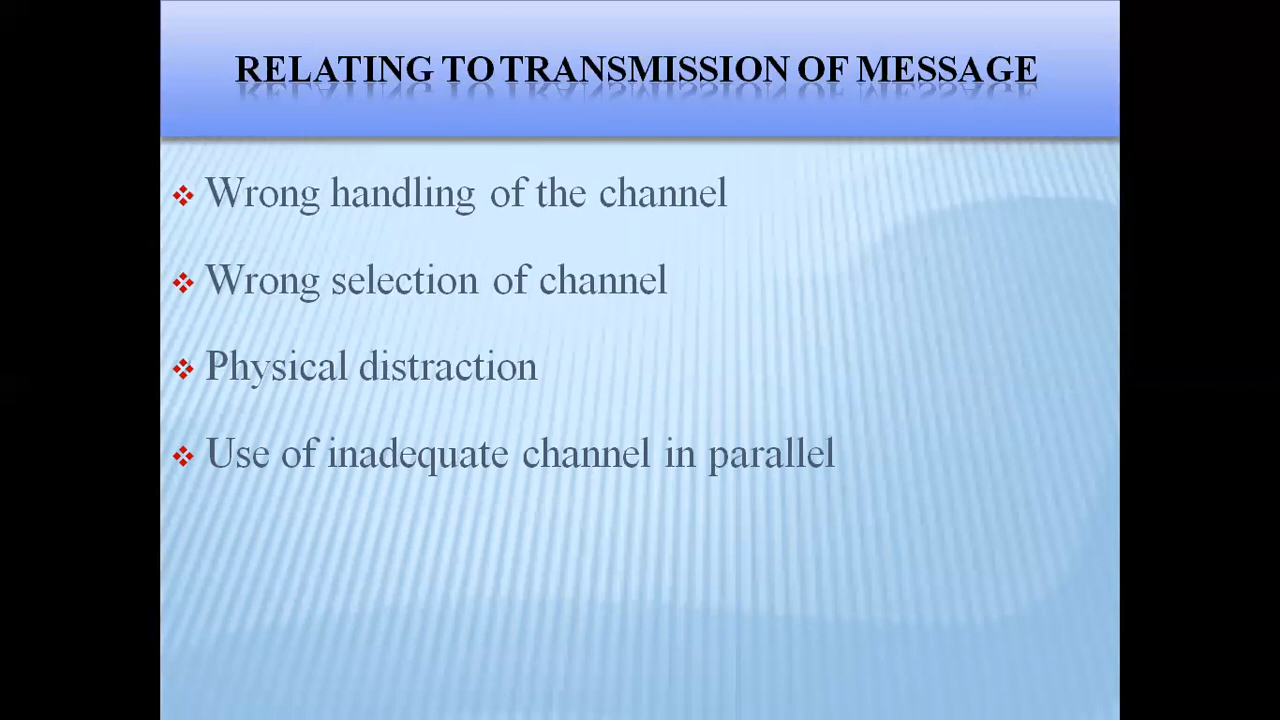 RELATING TO TRANSMISSION OF MESSAGE
Wrong handling of the channel
Wrong selection of channel
Physical distraction
Use of inadequate channel in parallel